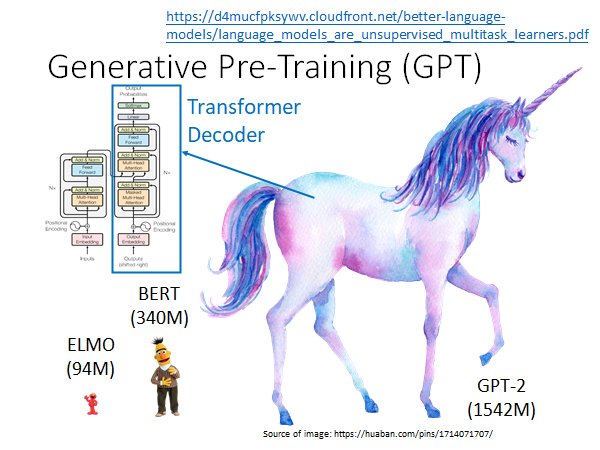 https://d4mucfpksywv.cloudfront.net/better-language-
models/language_models_are_unsupervised_multitask_learners.pdf
Generative Pre-Training (GPT)
Output
Probabilities
Softmax
Linear
Add & Norm
Feed
Forward
Add & Norm
Multi-Head
Attention
Add & Norm
Masked
Multi-Head
Attention
Nx
Positional
Encoding
Output
Embedding
Outputs
(shifted right)
Add & Norm
Feed
Forward
Add & Norm
Multi-Head
Attention
Nx
Positional
Encoding
Input
Embedding
Inputs
Transformer
Decoder
BERT
(340M)
ELMO
(94M)
GPT-2
(1542M)
Source of image: https://huaban.com/pins/1714071707/